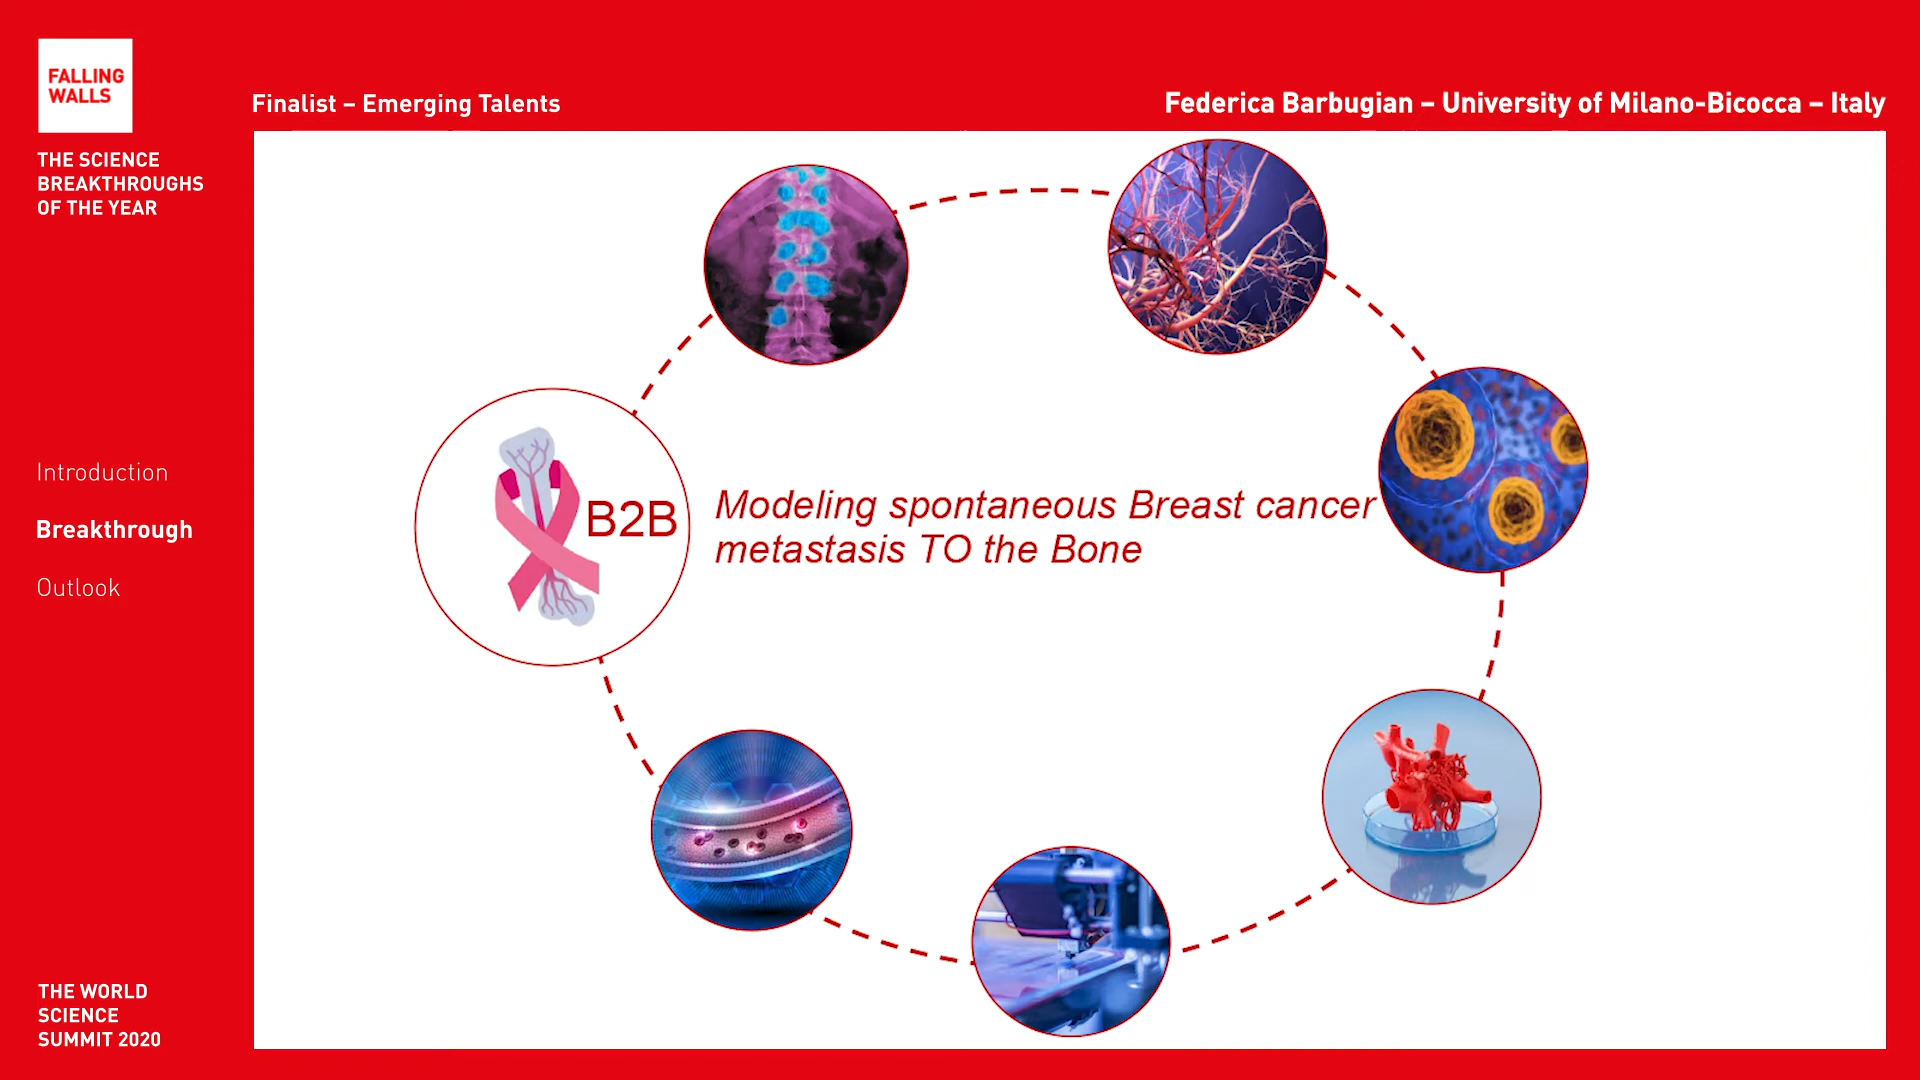 FALLING
WALLS
THE SCIENCE
BREAKTHROUGHS
OF THE YEAR
Finalist – Emerging Talents
Federica Barbugian – University of Milano-Bicocca – Italy
Introduction
Breakthrough
Outlook
B2B
Modeling spontaneous Breast cancer
metastasis TO the Bone
THE WORLD
SCIENCE
SUMMIT 2020